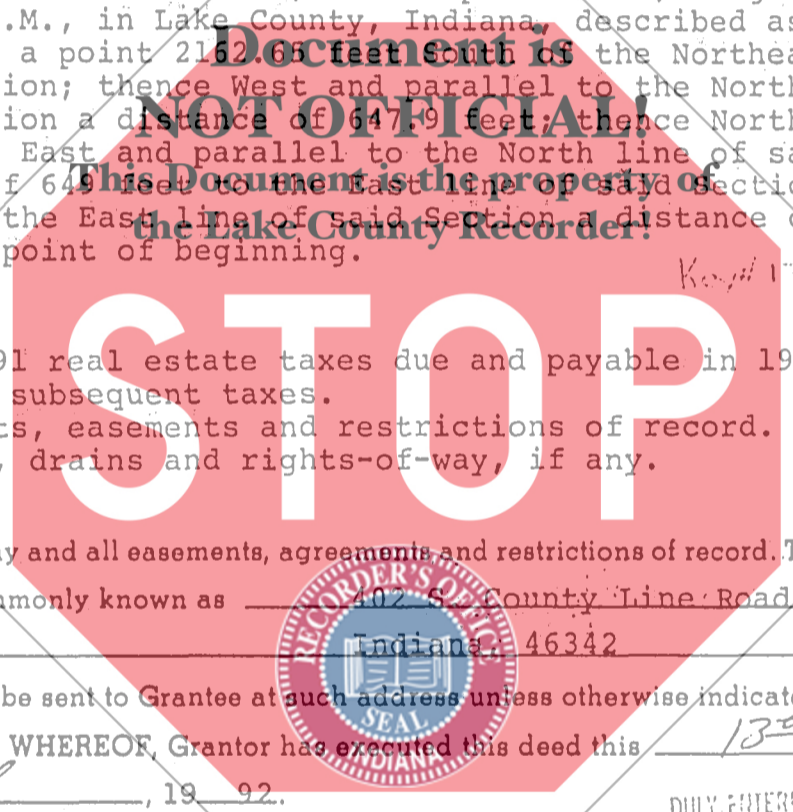 .M., in Lake County, Indiana, described as
Document is
a point 2162.65 feet South of the Northea
ion; thence West and parallel to the North
NOT OFFICIAL!
ion a distance of 647.9 feet; thence North
East and parallel to the North line of sa
This Document is the property of
f 649 feet to the East line of said Sectio
the East line of said Section a distance o
the Lake County Recorder!
point of beginning.
STOP
91 real estate taxes due and payable in 19
subsequent taxes.
ts, easements and restrictions of record.
, drains and rights-of-way, if any.
ny and all easements, agreements and restrictions of record. T
mmonly known as 402 S. County Line Road
Indiana, 46342
RECORDER'S OFFICE
SEAL
INDIANA
be sent to Grantee at such address unless otherwise indicate
WHEREOF, Grantor has executed this deed this 13th
, 19 92.